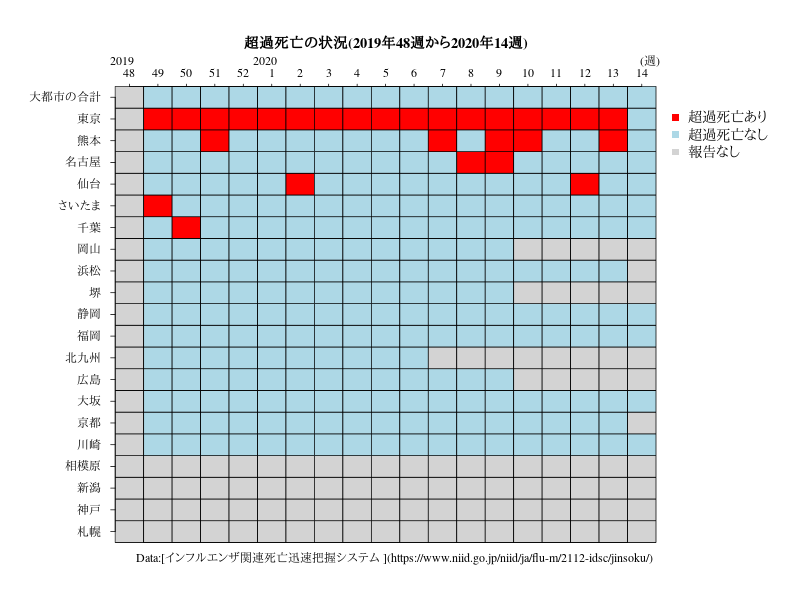 超過死亡の状況(2019年48週から2020年14週)
2019 2020 (週)
48 49 50 51 52 1 2 3 4 5 6 7 8 9 10 11 12 13 14
大都市の合計
東京
熊本
名古屋
仙台
さいたま
千葉
岡山
浜松
堺
静岡
福岡
北九州
広島
大坂
京都
川崎
相模原
新潟
神戸
札幌
超過死亡あり
超過死亡なし
報告なし
Data:[インフルエンザ関連死亡迅速把握システム ](https://www.niid.go.jp/niid/ja/flu-m/2112-idsc/jinsoku/)